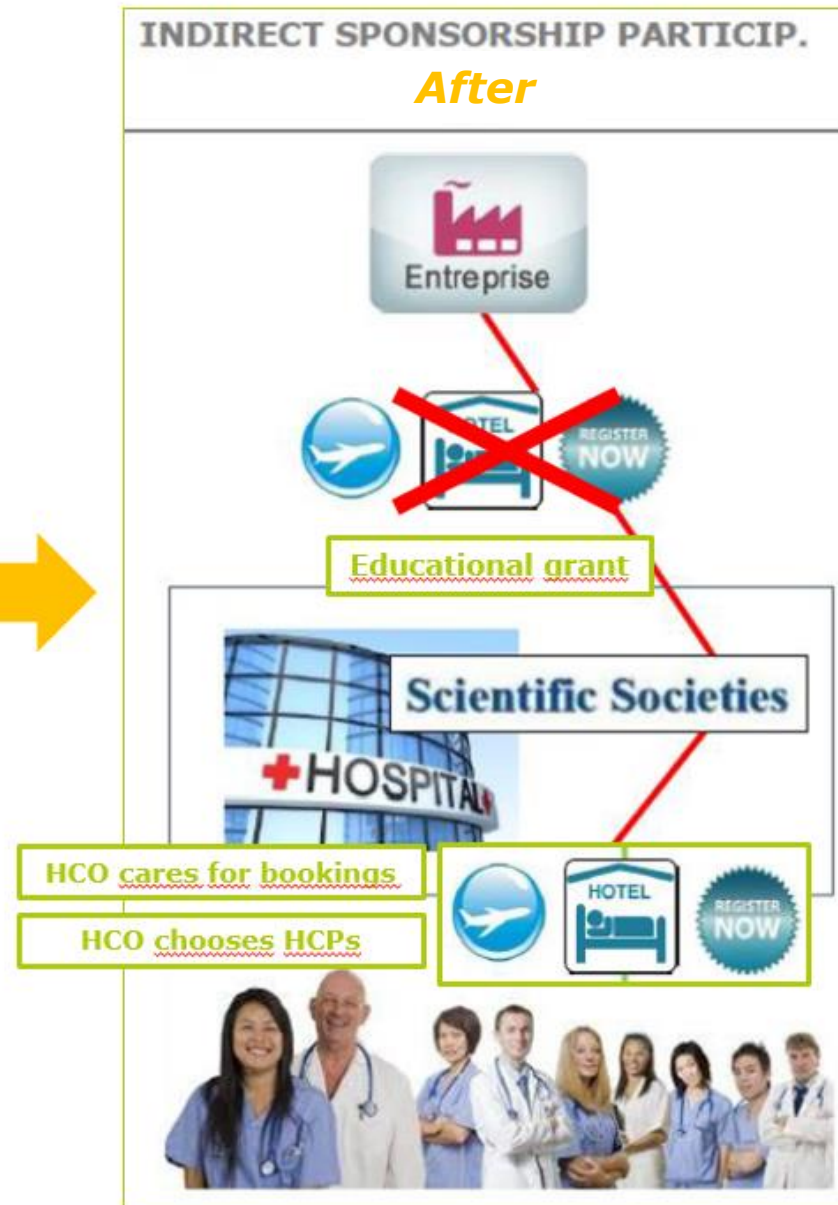 INDIRECT SPONSORSHIP PARTICIP.
After
Entreprise
HOTEL
REGISTER
NOW
Educational grant
Scientific Societies
+HOSPITAL+
HCO cares for bookings
HCO chooses HCPs
HOTEL
REGISTER
NOW